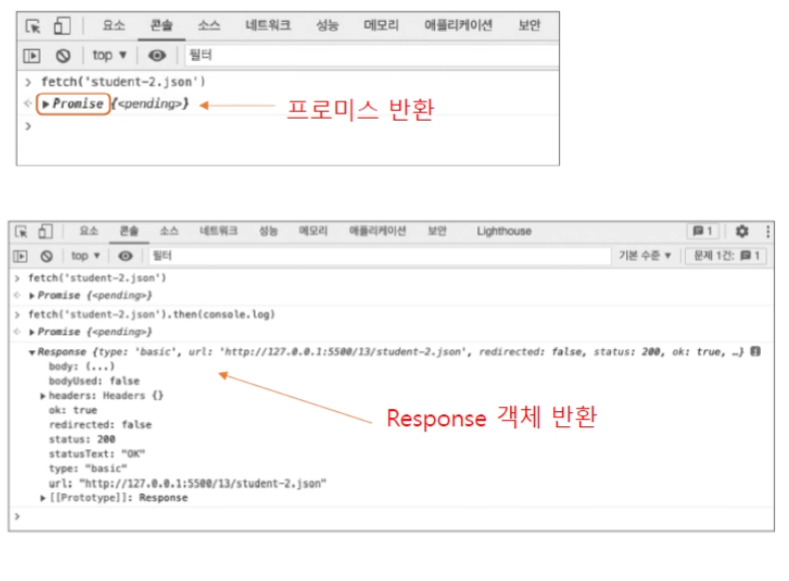 요소 콘솔 소스 네트워크 성능 메모리 애플리케이션 보안
top ▼ 필터
> fetch('student-2.json')
▶Promise {<pending>} 프로미스 반환
>
요소 콘솔 소스 네트워크 성능 메모리 애플리케이션 보안 Lighthouse 1
top ▼ 필터 기본 수준 ▼ 문제 1건: 1
> fetch('student-2.json')
▶Promise {<pending>}
> fetch('student-2.json').then(console.log)
▶Promise {<pending>}
▼Response {type: 'basic', url: 'http://127.0.0.1:5500/13/student-2.json', redirected: false, status: 200, ok: true, …}
body: (...)
bodyUsed: false
▶headers: Headers {}
ok: true
redirected: false
Response 객체 반환
status: 200
statusText: "OK"
type: "basic"
url: "http://127.0.0.1:5500/13/student-2.json"
▶[[Prototype]]: Response
>